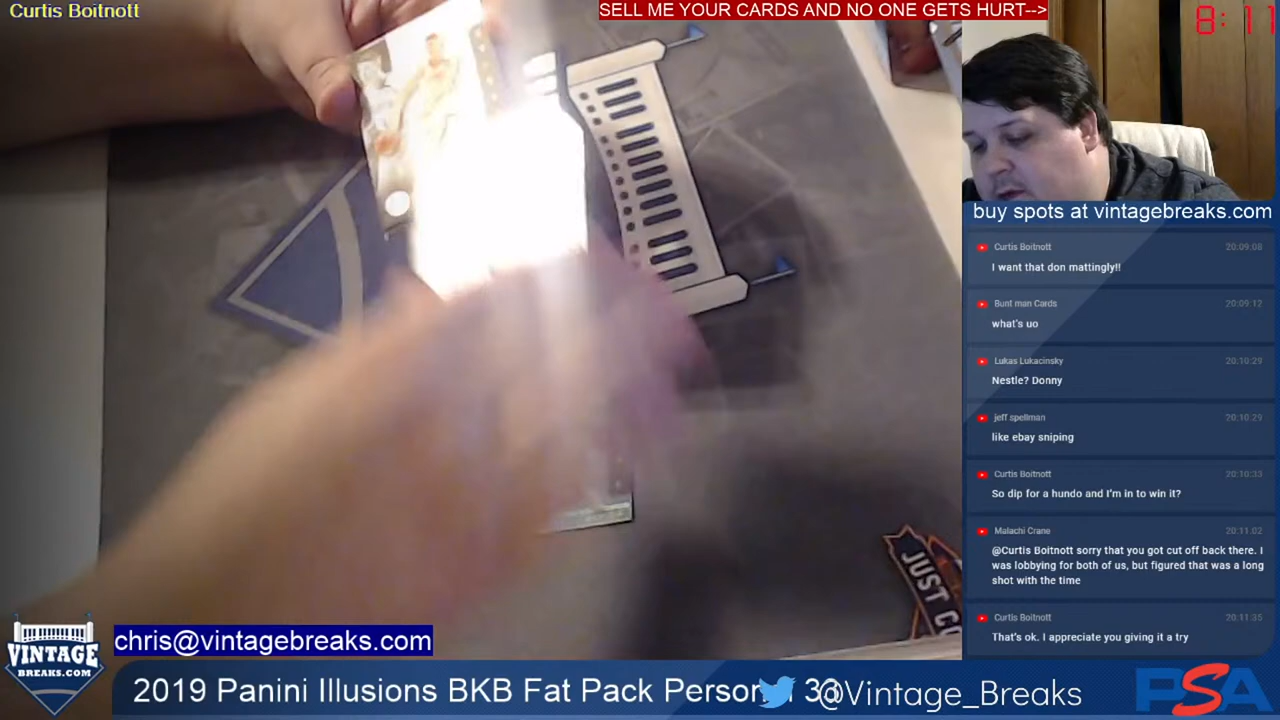 Curtis Boitnott
SELL ME YOUR CARDS AND NO ONE GETS HURT-->
8:11
buy spots at vintagebreaks.com
Curtis Boitnott 20:09:08
I want that don mattingly!!
Bunt man Cards 20:09:12
what's uo
Lukas Lukacinsky 20:10:29
Nestle? Donny
jeff spellman 20:10:29
like ebay sniping
Curtis Boitnott 20:10:33
So dip for a hundo and I'm in to win it?
Malachi Crane 20:11:02
@Curtis Boitnott sorry that you got cut off back there. I
was lobbying for both of us, but figured that was a long
shot with the time
Curtis Boitnott 20:11:35
That's ok. I appreciate you giving it a try
JUST
VINTAGE
BREAKS.COM
chris@vintagebreaks.com
2019 Panini Illusions BKB Fat Pack
@Vintage_Breaks
PSA